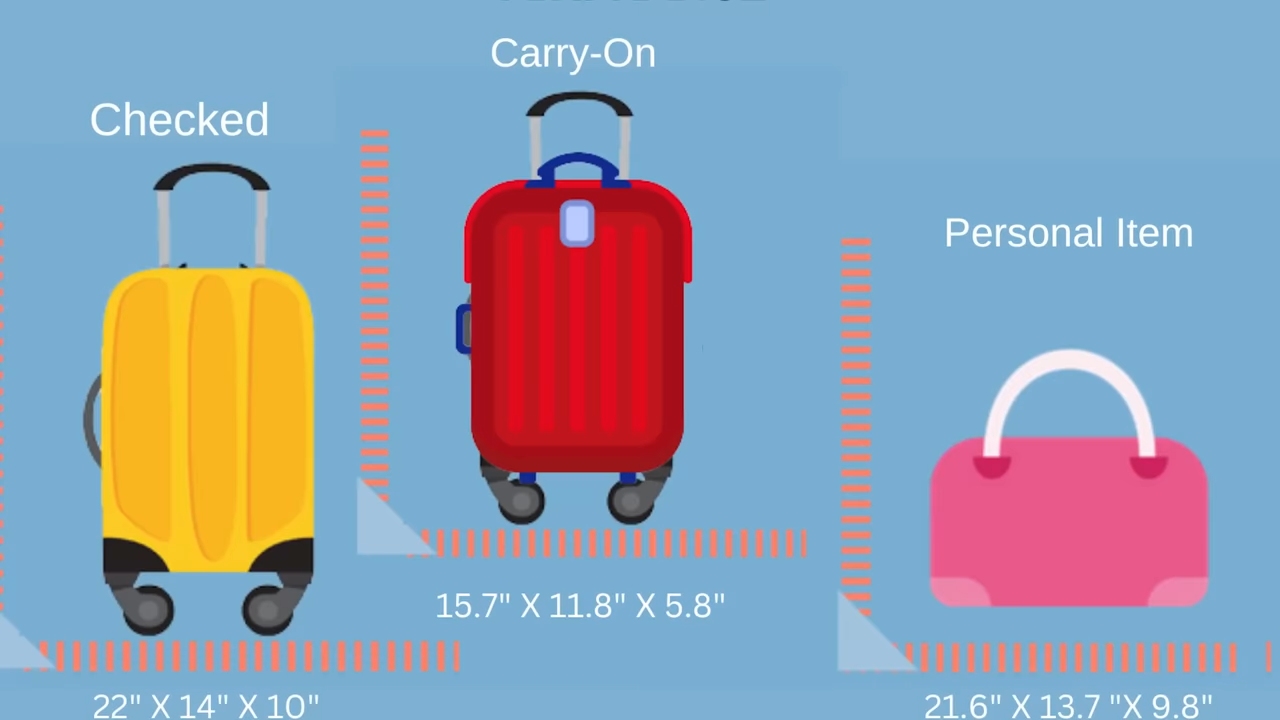 Carry-On
Checked
Personal Item
15.7" X 11.8" X 5.8"
22" X 14" X 10"
21.6" X 13.7 "X 9.8"